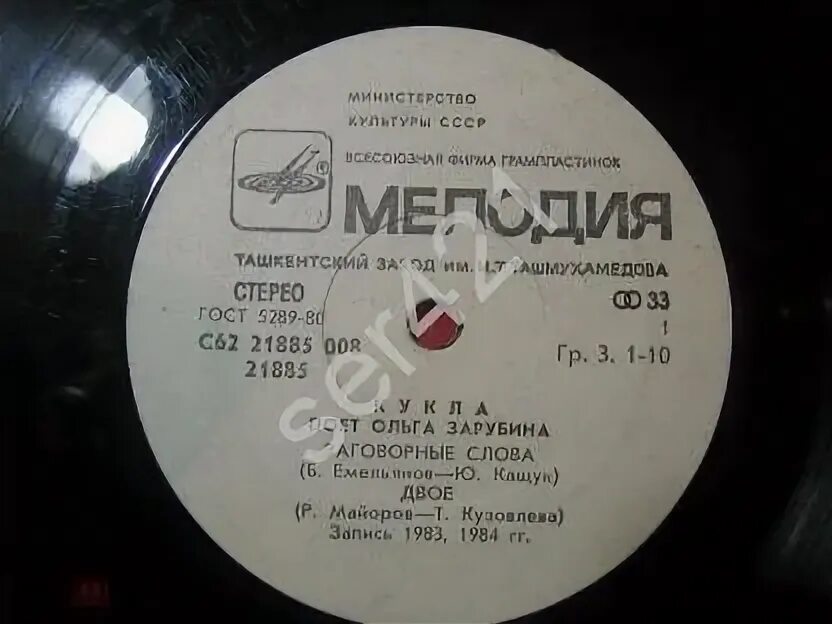 МИНИСТЕРСТВО
КУЛЬТУРЫ СССР
ВСЕСОЮЗНАЯ ФИРМА ГРАМПЛАСТИНОК
МЕЛОДИЯ
ТАШКЕНТСКИЙ ЗАВОД ИМ. И.Т ТАШМУХАМЕДОВА
СТЕРЕО
ГОСТ 5289-80
33
1
С62 21885 008
21885
Гр. 3. 1-10
КУКЛА
ПОЕТ ОЛЬГА ЗАРУБИНА
ЗАГОВОРНЫЕ СЛОВА
(Б. Емельянов—Ю. Кащук)
ДВОЕ
(Р. Майоров—Т. Кузовлева)
Запись 1983, 1984 гг.
ser421